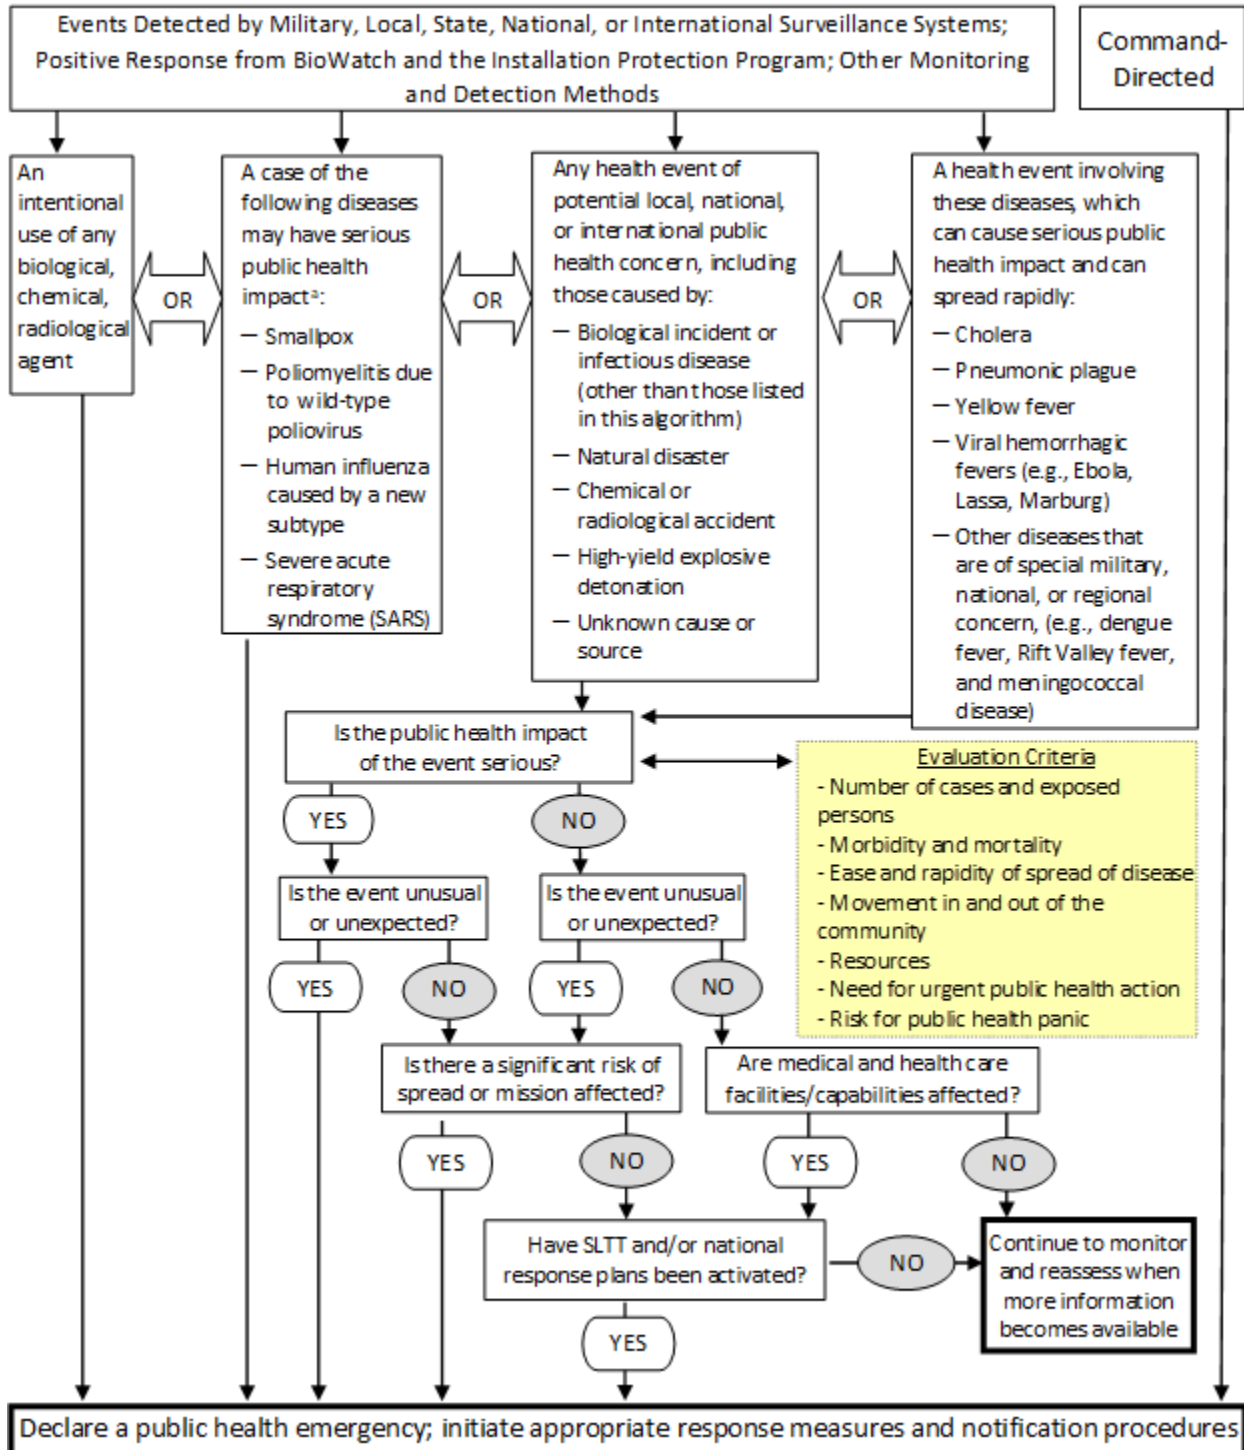 Events Detected by Military, Local, State, National, or International Surveillance Systems;
Positive Response from BioWatch and the Installation Protection Program; Other Monitoring
and Detection Methods
Command-
Directed
An
intentional
use of any
biological,
chemical,
radiological
agent
OR
A case of the
following diseases
may have serious
public health
impactᵃ:
— Smallpox
— Poliomyelitis due
to wild-type
poliovirus
— Human influenza
caused by a new
subtype
— Severe acute
respiratory
syndrome (SARS)
OR
Any health event of
potential local, national,
or international public
health concern, including
those caused by:
— Biological incident or
infectious disease
(other than those listed
in this algorithm)
— Natural disaster
— Chemical or
radiological accident
— High-yield explosive
detonation
— Unknown cause or
source
OR
A health event involving
these diseases, which
can cause serious public
health impact and can
spread rapidly:
— Cholera
— Pneumonic plague
— Yellow fever
— Viral hemorrhagic
fevers (e.g., Ebola,
Lassa, Marburg)
— Other diseases that
are of special military,
national, or regional
concern, (e.g., dengue
fever, Rift Valley fever,
and meningococcal
disease)
Is the public health impact
of the event serious?
Evaluation Criteria
- Number of cases and exposed
persons
- Morbidity and mortality
- Ease and rapidity of spread of disease
- Movement in and out of the
community
- Resources
- Need for urgent public health action
- Risk for public health panic
YES
NO
Is the event unusual
or unexpected?
Is the event unusual
or unexpected?
YES
NO
YES
NO
Is there a significant risk of
spread or mission affected?
Are medical and health care
facilities/capabilities affected?
YES
NO
YES
NO
Have SLTT and/or national
response plans been activated?
NO
Continue to monitor
and reassess when
more information
becomes available
YES
Declare a public health emergency; initiate appropriate response measures and notification procedures